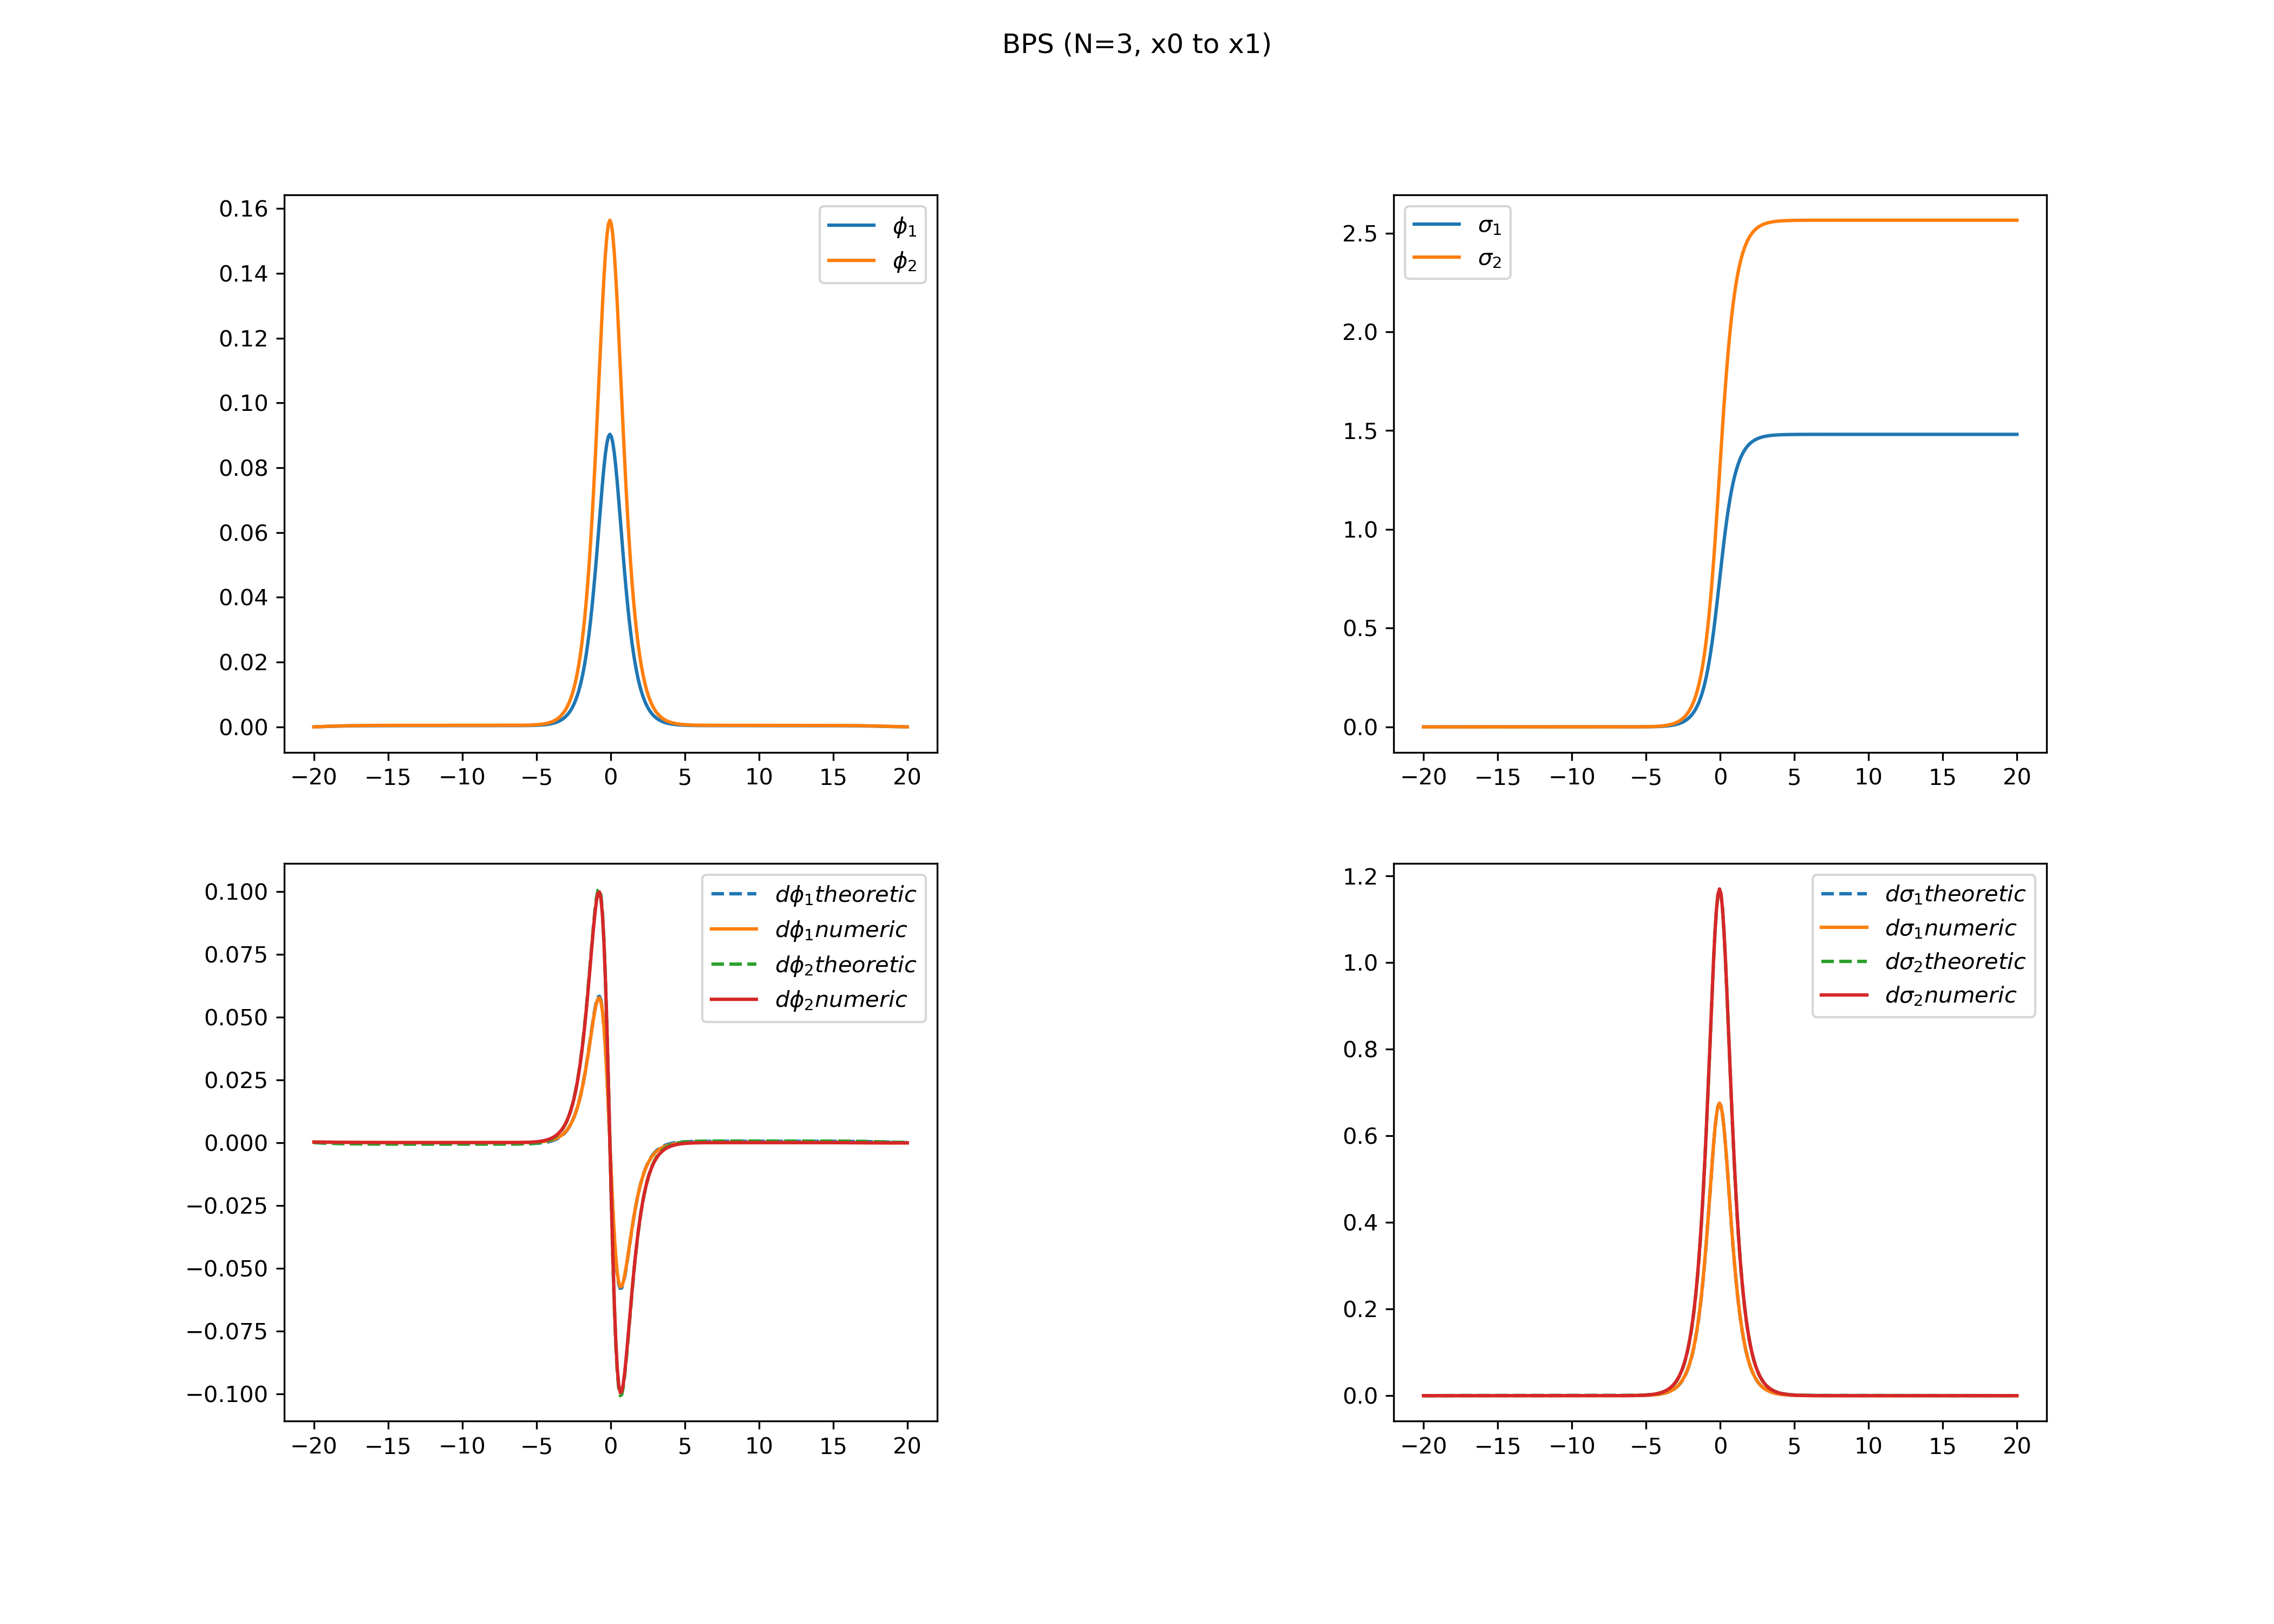 BPS (N=3, x0 to x1)
0.16
0.14
0.12
0.10
0.08
0.06
0.04
0.02
0.00
−20 −15 −10 −5 0 5 10 15 20
ϕ₁
ϕ₂
2.5
2.0
1.5
1.0
0.5
0.0
−20 −15 −10 −5 0 5 10 15 20
σ₁
σ₂
0.100
0.075
0.050
0.025
0.000
−0.025
−0.050
−0.075
−0.100
−20 −15 −10 −5 0 5 10 15 20
dϕ₁theoretic
dϕ₁numeric
dϕ₂theoretic
dϕ₂numeric
1.2
1.0
0.8
0.6
0.4
0.2
0.0
−20 −15 −10 −5 0 5 10 15 20
dσ₁theoretic
dσ₁numeric
dσ₂theoretic
dσ₂numeric